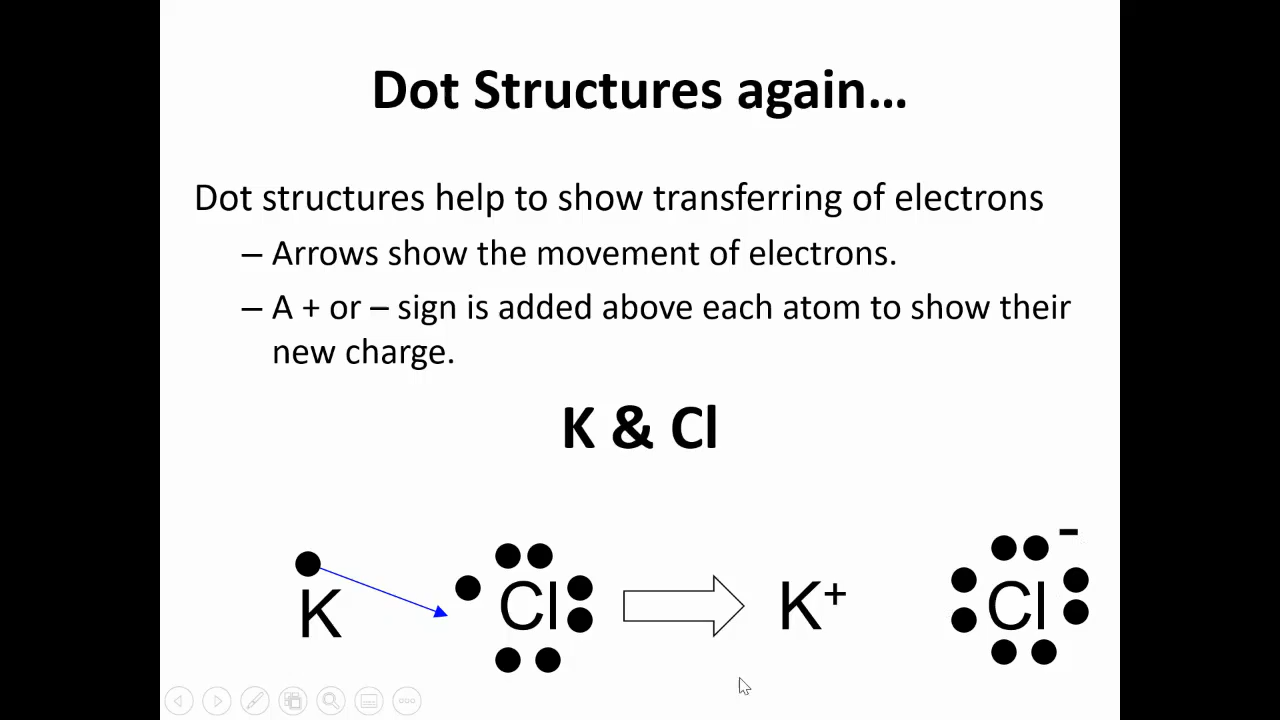 Dot Structures again…
Dot structures help to show transferring of electrons
– Arrows show the movement of electrons.
– A + or – sign is added above each atom to show their
new charge.
K & Cl
K Cl K+ Cl-